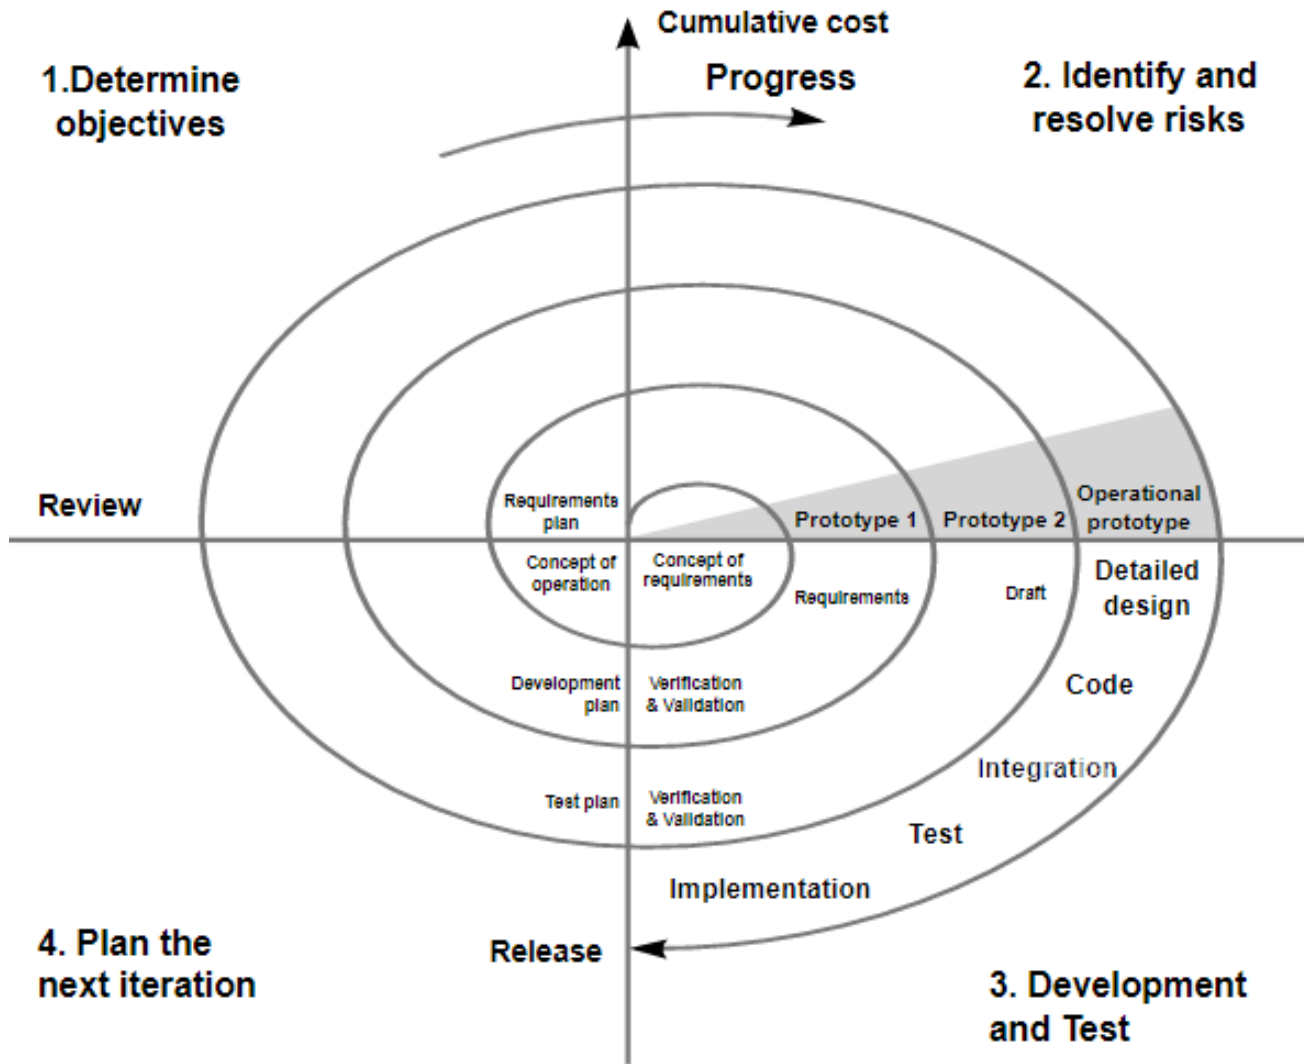 Cumulative cost
Progress
1.Determine
objectives
2. Identify and
resolve risks
Review
Requirements
plan
Prototype 1
Prototype 2
Operational
prototype
Concept of
operation
Concept of
requirements
Requirements
Draft
Detailed
design
Development
plan
Verification
& Validation
Code
Integration
Test plan
Verification
& Validation
Test
Implementation
Release
4. Plan the
next iteration
3. Development
and Test